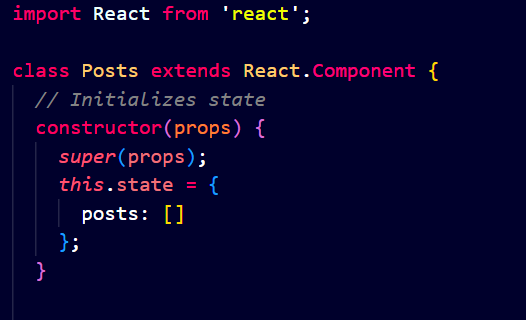 import React from 'react';
class Posts extends React.Component {
// Initializes state
constructor(props) {
super(props);
this.state = {
posts: []
};
}